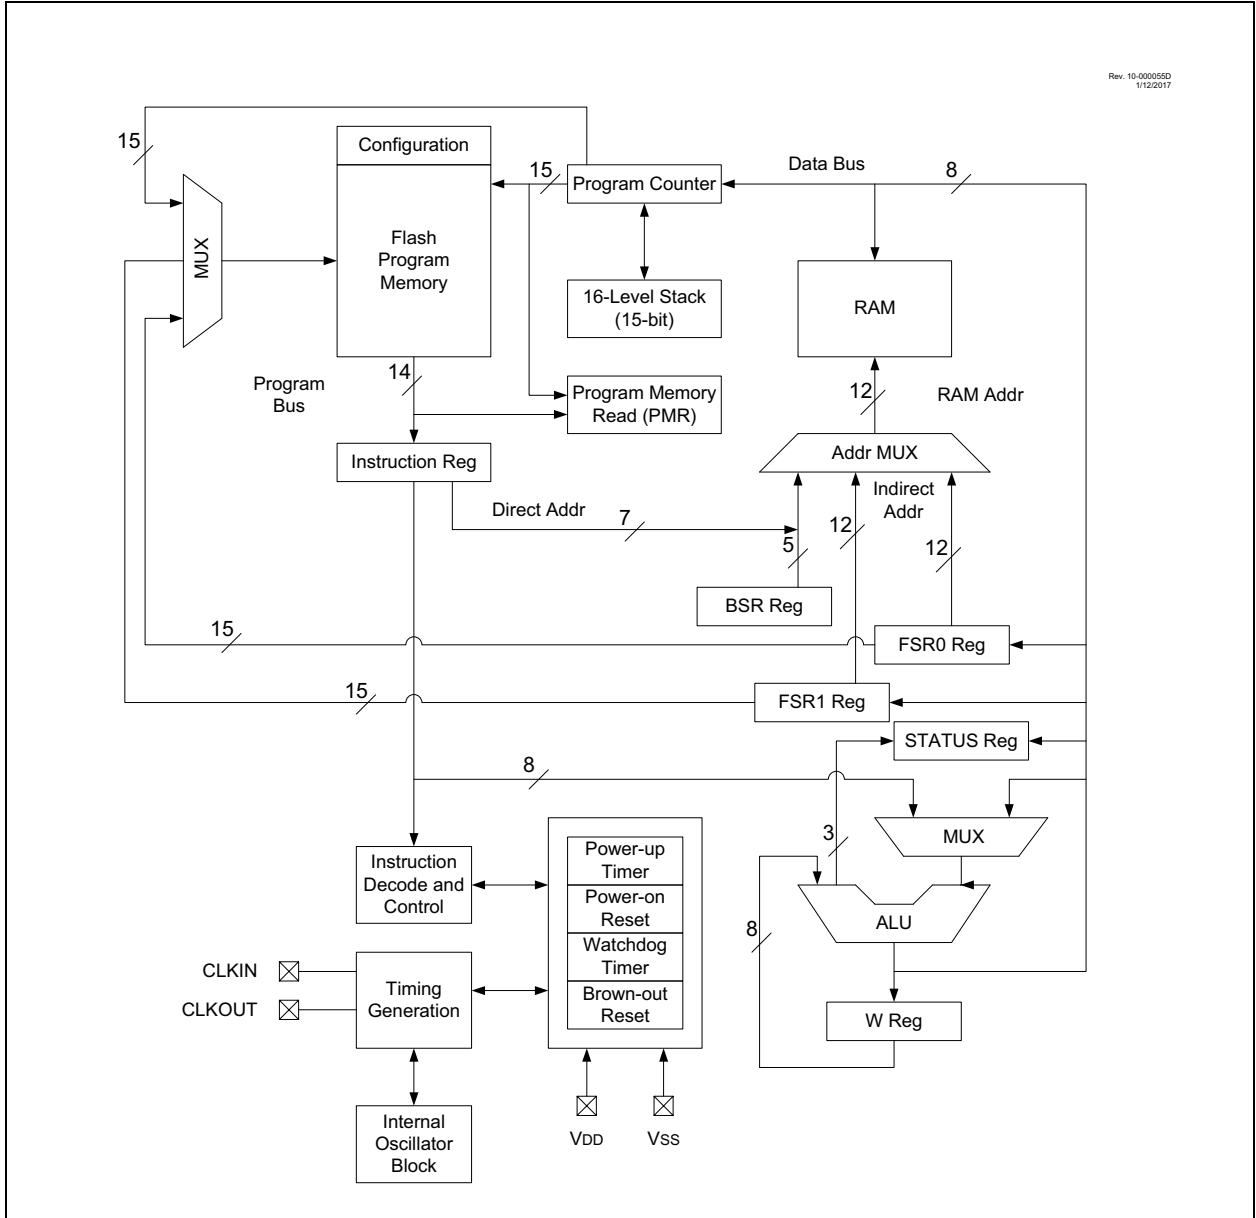 Rev. 10-000055D
1/12/2017
15
Configuration
15
Program Counter
Data Bus
8
MUX
Flash
Program
Memory
16-Level Stack
(15-bit)
RAM
Program
Bus
14
Program Memory
Read (PMR)
12
RAM Addr
Addr MUX
Instruction Reg
Indirect
Addr
Direct Addr
7
12
5
12
BSR Reg
15
FSR0 Reg
15
FSR1 Reg
STATUS Reg
8
MUX
3
Power-up
Timer
Instruction
Decode and
Control
Power-on
Reset
ALU
8
Watchdog
Timer
CLKIN
Timing
Generation
CLKOUT
Brown-out
Reset
W Reg
Internal
Oscillator
Block
VDD
VSS